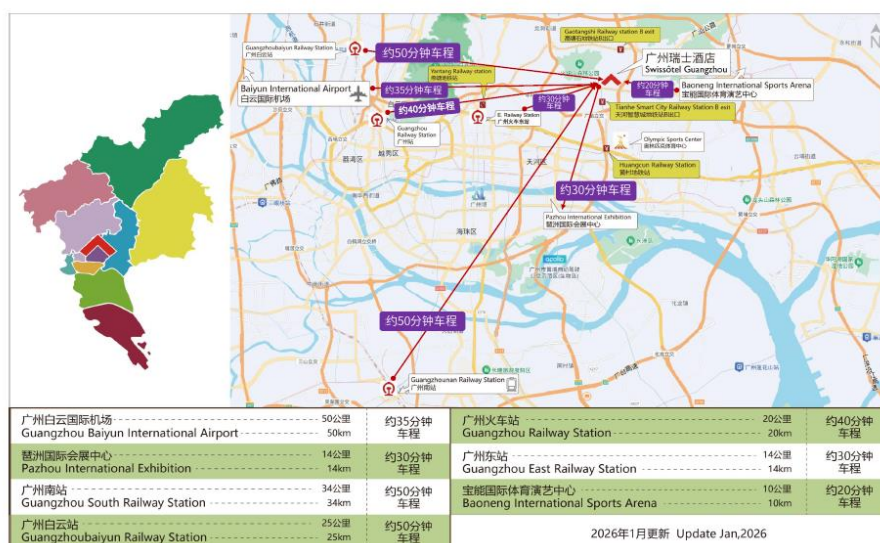 Guangzhoubaiyun Railway Station
广州白云站
约50分钟车程
Gaotangshi Railway station B exit
高塘石地铁站B出口
广州瑞士酒店
Swissôtel Guangzhou
Baiyun International Airport
白云国际机场
约35分钟车程
Yantang Railway station
燕塘地铁站
约20分钟
车程
Baoneng International Sports Arena
宝能国际体育演艺中心
约40分钟车程
Guangzhou
Railway Station
广州站
E. Railway Station
广州火车东站
约30分钟
车程
Tianhe Smart City Railway Station B exit
天河智慧城地铁站B出口
Olympic Sports Center
奥林匹克体育中心
Huangcun Railway Station
黄村地铁站
荔湾区
越秀区
天河区
约30分钟车程
广州塔
海珠区
Pazhou International Exhibition
琶洲国际会展中心
长洲岛
约50分钟车程
Guangzhounan Railway Station
广州南站
N
广州白云国际机场 50公里
Guangzhou Baiyun International Airport 50km
约35分钟
车程
琶洲国际会展中心 14公里
Pazhou International Exhibition 14km
约30分钟
车程
广州南站 34公里
Guangzhou South Railway Station 34km
约50分钟
车程
广州白云站 25公里
Guangzhoubaiyun Railway Station 25km
约50分钟
车程
广州火车站 20公里
Guangzhou Railway Station 20km
约40分钟
车程
广州东站 14公里
Guangzhou East Railway Station 14km
约30分钟
车程
宝能国际体育演艺中心 10公里
Baoneng International Sports Arena 10km
约20分钟
车程
2026年1月更新 Update Jan,2026